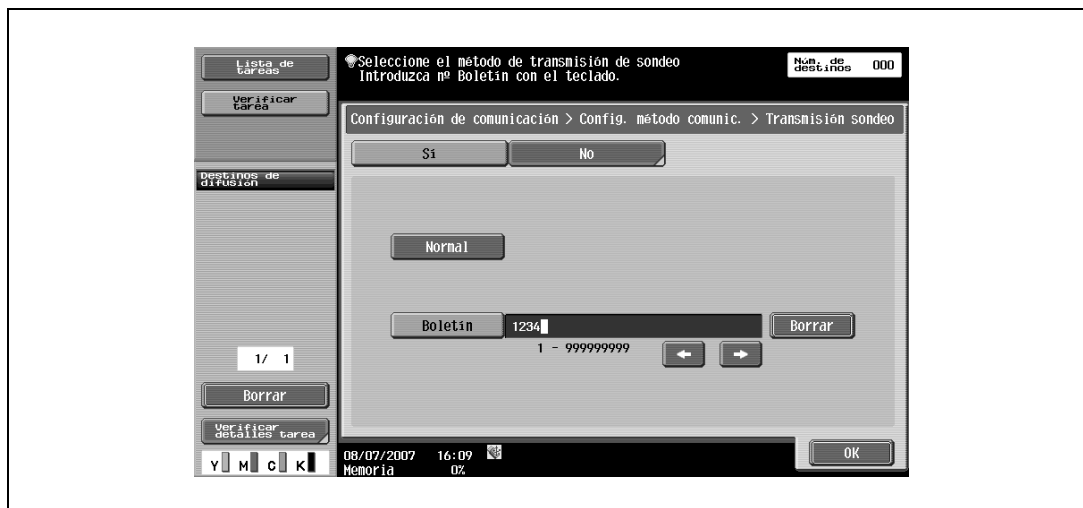 Lista de
tareas
Verificar
tarea
Destinos de
difusión
1/ 1
Borrar
Verificar
detalles tarea
Y M C K
Seleccione el método de transmisión de sondeo
Introduzca nº Boletín con el teclado.
Núm. de
destinos 000
Configuración de comunicación > Config. método comunic. > Transmisión sondeo
Sí No
Normal
Boletín 1234 Borrar
1 - 999999999
08/07/2007 16:09
Memoria 0%
OK